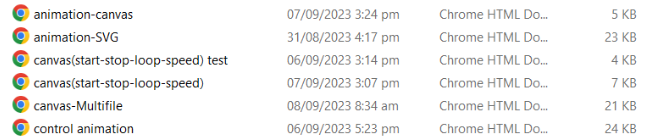 animation-canvas 07/09/2023 3:24 pm Chrome HTML Do... 5 KB
animation-SVG 31/08/2023 4:17 pm Chrome HTML Do... 23 KB
canvas(start-stop-loop-speed) test 06/09/2023 3:14 pm Chrome HTML Do... 4 KB
canvas(start-stop-loop-speed) 07/09/2023 3:07 pm Chrome HTML Do... 7 KB
canvas-Multifile 08/09/2023 8:34 am Chrome HTML Do... 21 KB
control animation 06/09/2023 5:23 pm Chrome HTML Do... 24 KB